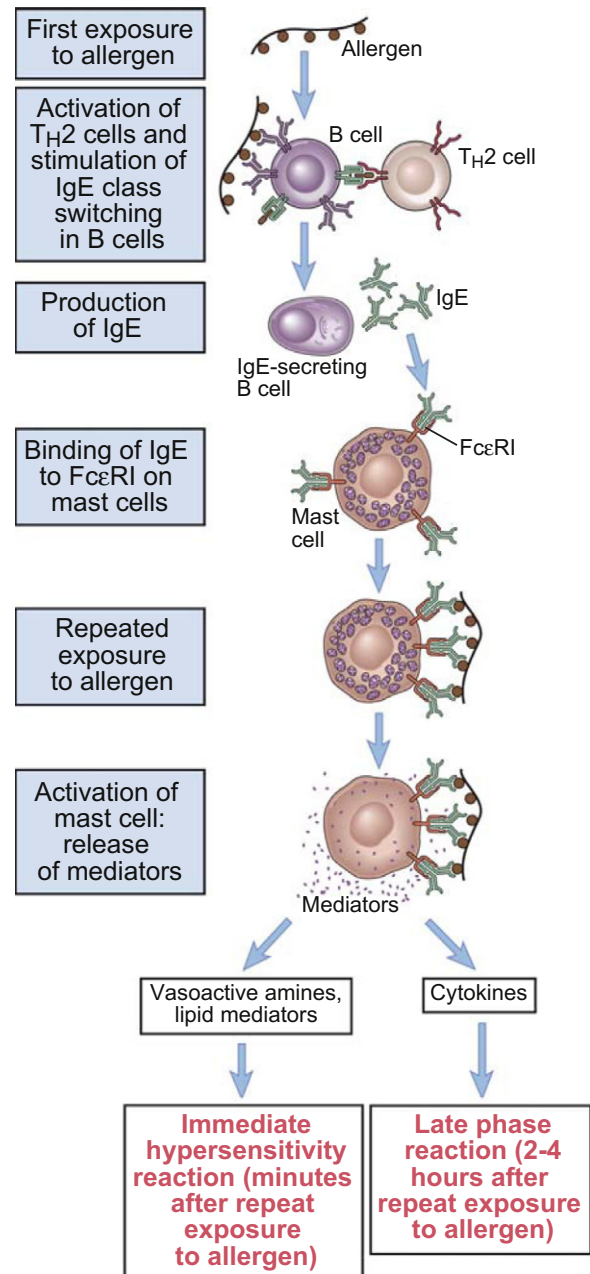 First exposure
to allergen
Allergen
Activation of
TH2 cells and
stimulation of
IgE class
switching
in B cells
B cell
TH2 cell
Production
of IgE
IgE
IgE-secreting
B cell
Binding of IgE
to FcεRI on
mast cells
FcεRI
Mast
cell
Repeated
exposure
to allergen
Activation of
mast cell:
release
of mediators
Mediators
Vasoactive amines,
lipid mediators
Cytokines
Immediate
hypersensitivity
reaction (minutes
after repeat
exposure
to allergen)
Late phase
reaction (2-4
hours after
repeat exposure
to allergen)